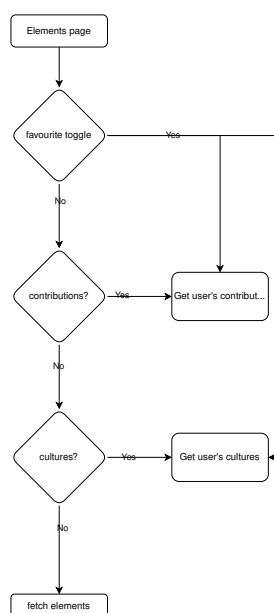 Elements page
favourite toggle
Yes
No
contributions?
Yes
Get user's contribut...
No
cultures?
Yes
Get user's cultures
No
fetch elements